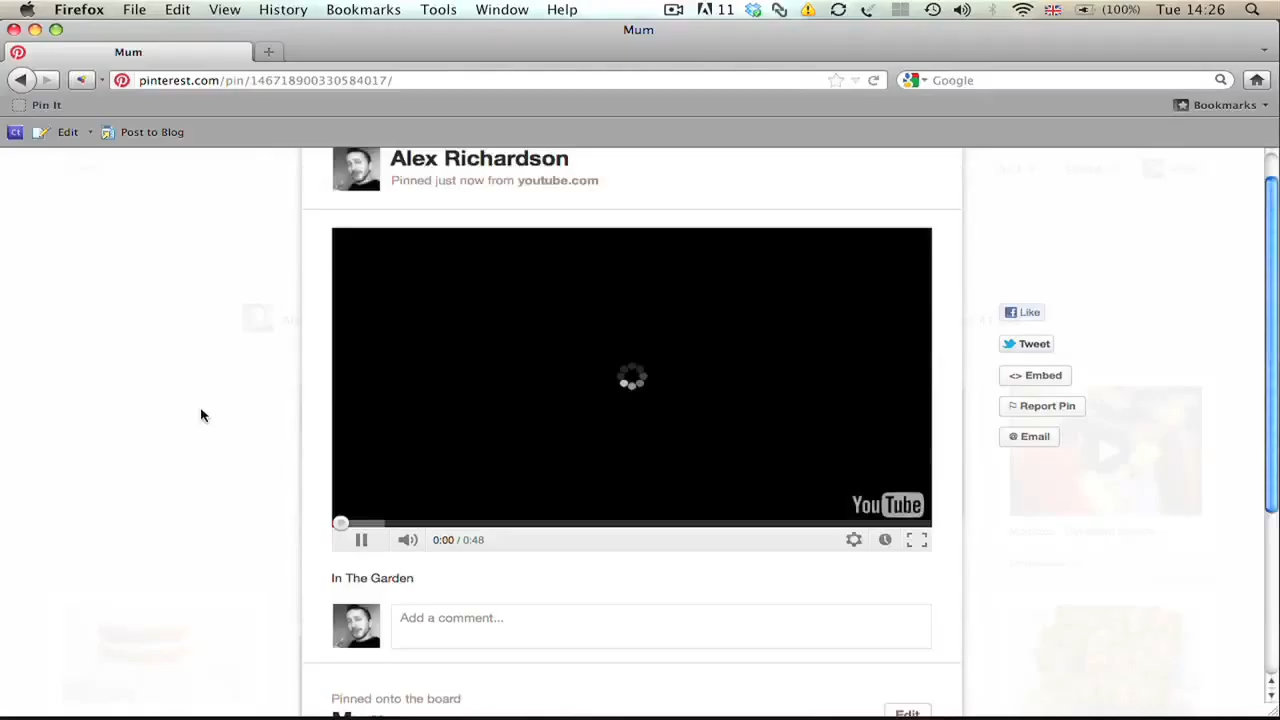 Firefox File Edit View History Bookmarks Tools Window Help 11 (100%) Tue 14:26
Mum
Mum
pinterest.com/pin/146718900330584017/
Google
Pin It
Bookmarks
Ct Edit Post to Blog
Alex Richardson
Pinned just now from youtube.com
Like
Tweet
<> Embed
Report Pin
@ Email
YouTube
0:00 / 0:48
In The Garden
Add a comment...
Pinned onto the board
Edit